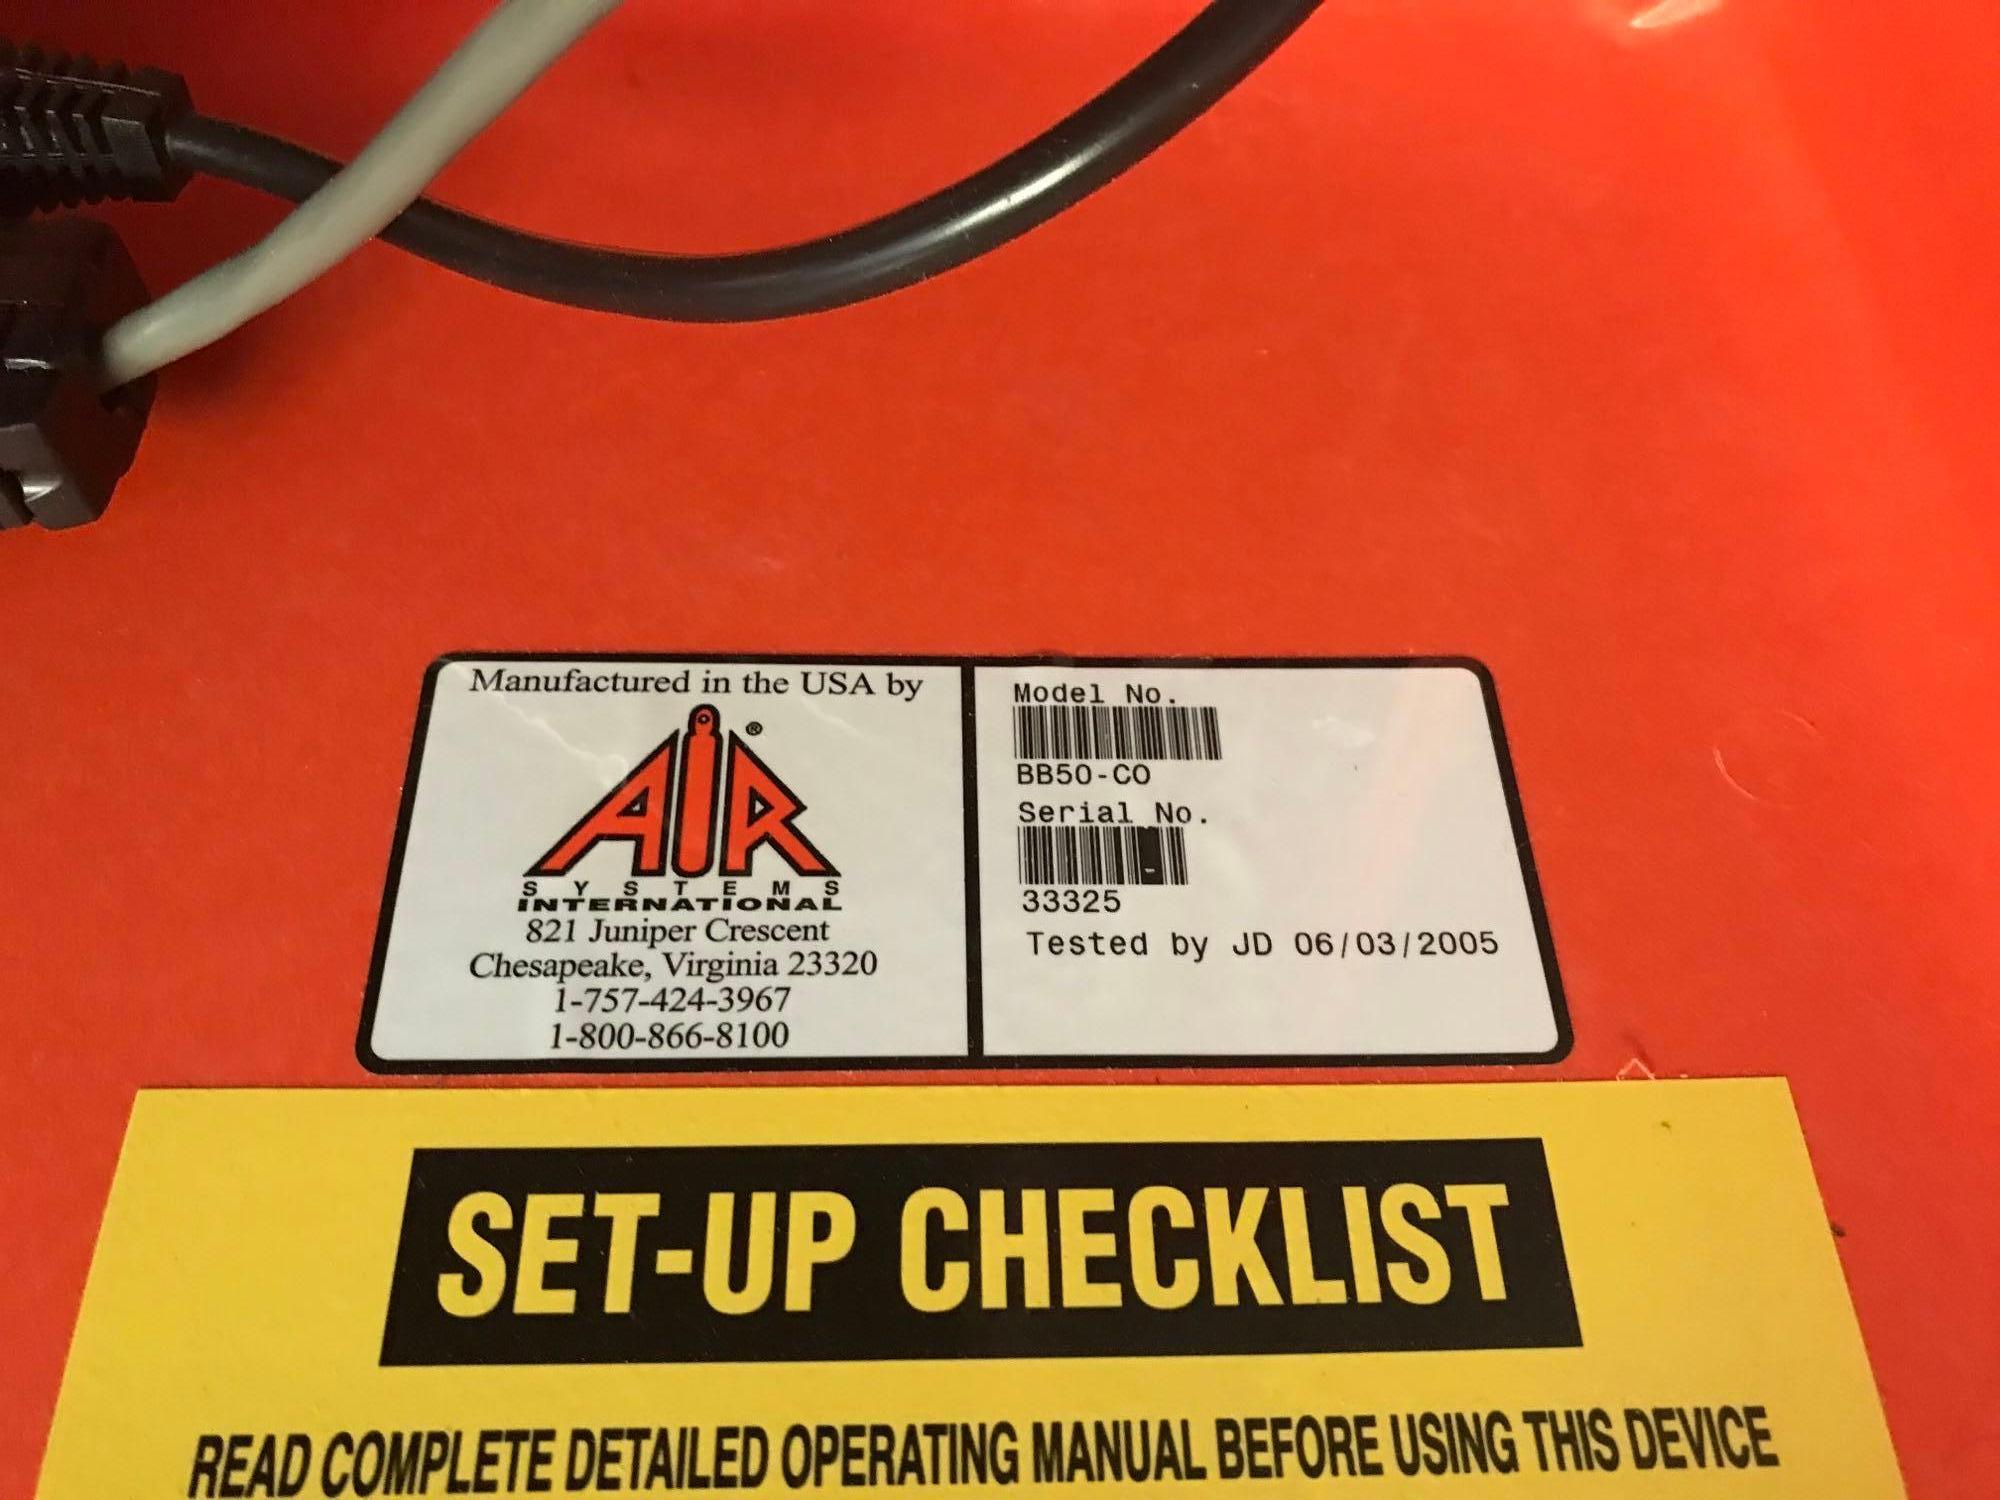 Manufactured in the USA by
AIR®
SYSTEMS
INTERNATIONAL
821 Juniper Crescent
Chesapeake, Virginia 23320
1-757-424-3967
1-800-866-8100
Model No.
BB50-CO
Serial No.
33325
Tested by JD 06/03/2005
SET-UP CHECKLIST
READ COMPLETE DETAILED OPERATING MANUAL BEFORE USING THIS DEVICE